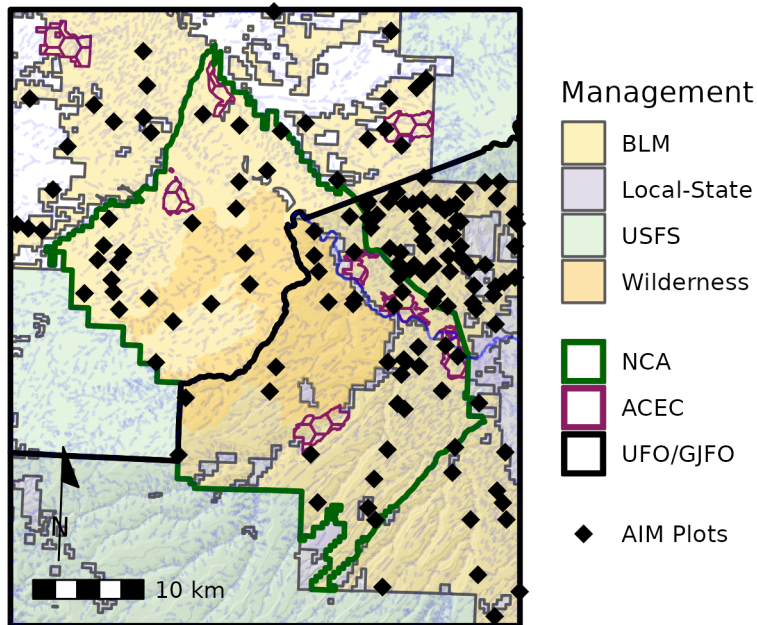 Management
BLM
Local-State
USFS
Wilderness
NCA
ACEC
UFO/GJFO
AIM Plots
N
10 km